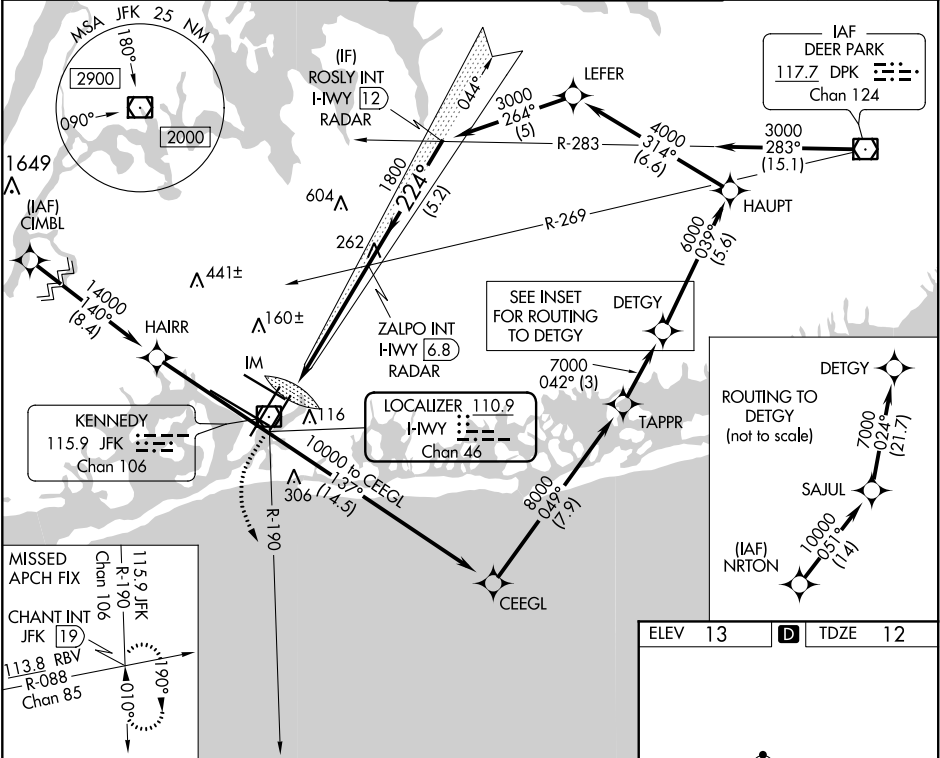 MSA JFK 25 NM
180°
2900
090°
2000
1649
(IAF)
CIMBL
14000
140°
(8.4)
HAIRR
441±
604
262
160±
IM
116
306
(IF)
ROSLY INT
I-WY 12
RADAR
044°
1800
224°
(5.2)
LEFER
3000
264°
(5)
4000
314°
(6.6)
IAF
DEER PARK
117.7 DPK
Chan 124
3000
283°
(15.1)
R-283
R-269
HAUPT
6000
039°
(5.6)
SEE INSET
FOR ROUTING
TO DETGY
DETGY
7000
042° (3)
TAPPR
ZALPO INT
I-IWY 6.8
RADAR
KENNEDY
115.9 JFK
Chan 106
LOCALIZER 110.9
I-IWY
Chan 46
10000 to CEEGL
137°
(14.5)
8000
049°
(7.9)
CEEGL
R-190
ROUTING TO
DETGY
(not to scale)
DETGY
7000
024°
(21.7)
SAJUL
10000
051°
(14)
(IAF)
NRTON
MISSED
APCH FIX
115.9 JFK
R-190
Chan 106
CHANT INT
JFK 19
113.8 RBV
R-088
Chan 85
190°
010°
ELEV 13 D TDZE 12